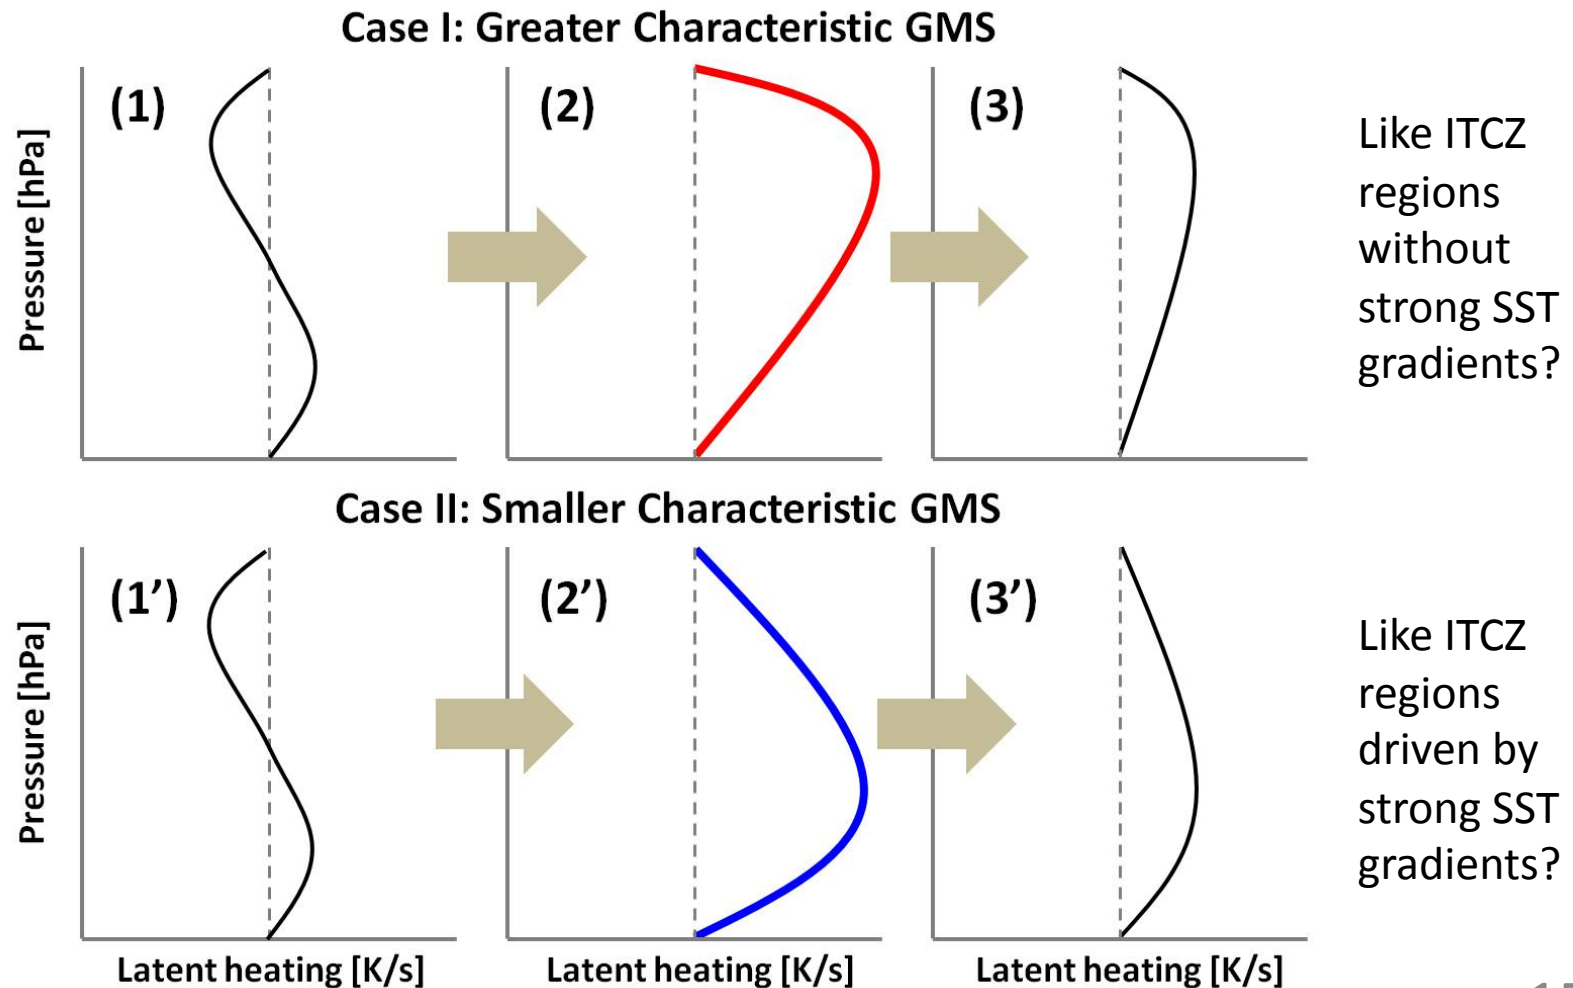 Case I: Greater Characteristic GMS
Pressure [hPa]
(1)
(2)
(3)
Like ITCZ
regions
without
strong SST
gradients?
Case II: Smaller Characteristic GMS
Pressure [hPa]
(1')
(2')
(3')
Like ITCZ
regions
driven by
strong SST
gradients?
Latent heating [K/s]
Latent heating [K/s]
Latent heating [K/s]